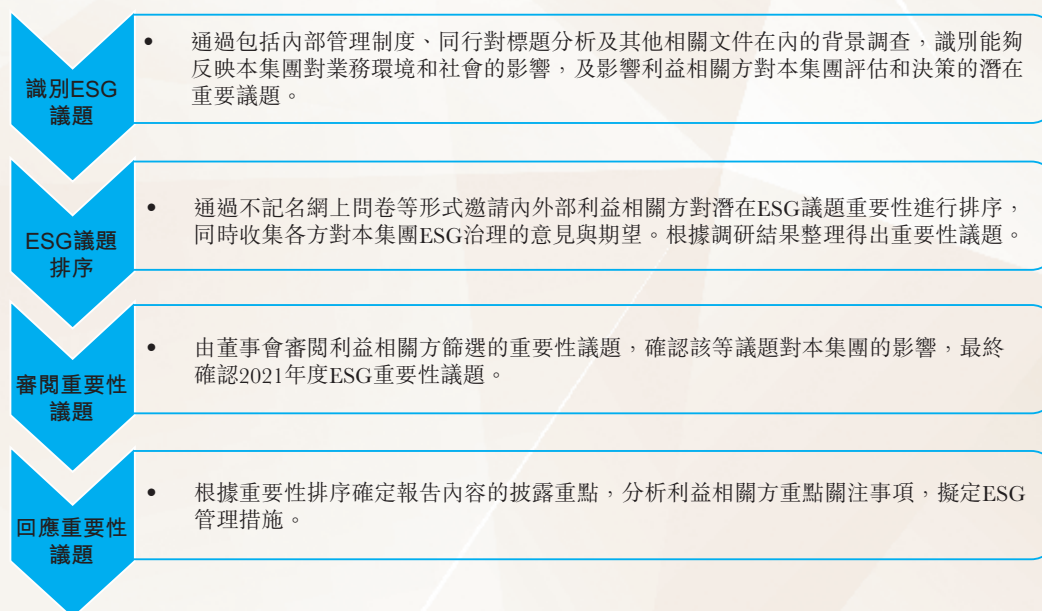 識別ESG
議題
• 通過包括內部管理制度、同行對標題分析及其他相關文件在內的背景調查，識別能夠
反映本集團對業務環境和社會的影響，及影響利益相關方對本集團評估和決策的潛在
重要議題。
ESG議題
排序
• 通過不記名網上問卷等形式邀請內外部利益相關方對潛在ESG議題重要性進行排序，
同時收集各方對本集團ESG治理的意見與期望。根據調研結果整理得出重要性議題。
審閱重要性
議題
• 由董事會審閱利益相關方篩選的重要性議題，確認該等議題對本集團的影響，最終
確認2021年度ESG重要性議題。
回應重要性
議題
• 根據重要性排序確定報告內容的披露重點，分析利益相關方重點關注事項，擬定ESG
管理措施。